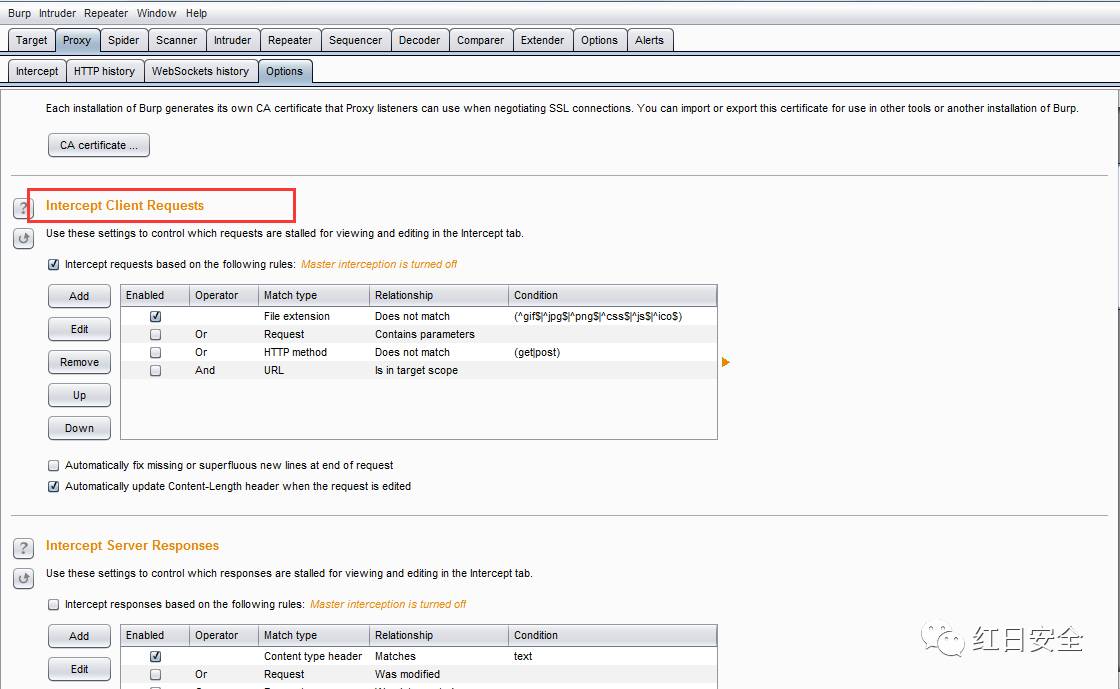 Burp Intruder Repeater Window Help
Target Proxy Spider Scanner Intruder Repeater Sequencer Decoder Comparer Extender Options Alerts
Intercept HTTP history WebSockets history Options
Each installation of Burp generates its own CA certificate that Proxy listeners can use when negotiating SSL connections. You can import or export this certificate for use in other tools or another installation of Burp.
CA certificate ...
? Intercept Client Requests
Use these settings to control which requests are stalled for viewing and editing in the Intercept tab.
Intercept requests based on the following rules: Master interception is turned off
Add Enabled Operator Match type Relationship Condition
File extension Does not match (^gif$|^jpg$|^png$|^css$|^js$|^ico$)
Edit Or Request Contains parameters
Or HTTP method Does not match (get|post)
Remove And URL Is in target scope
Up
Down
Automatically fix missing or superfluous new lines at end of request
Automatically update Content-Length header when the request is edited
? Intercept Server Responses
Use these settings to control which responses are stalled for viewing and editing in the Intercept tab.
Intercept responses based on the following rules: Master interception is turned off
Add Enabled Operator Match type Relationship Condition
Content type header Matches text
Edit Or Request Was modified
红日安全